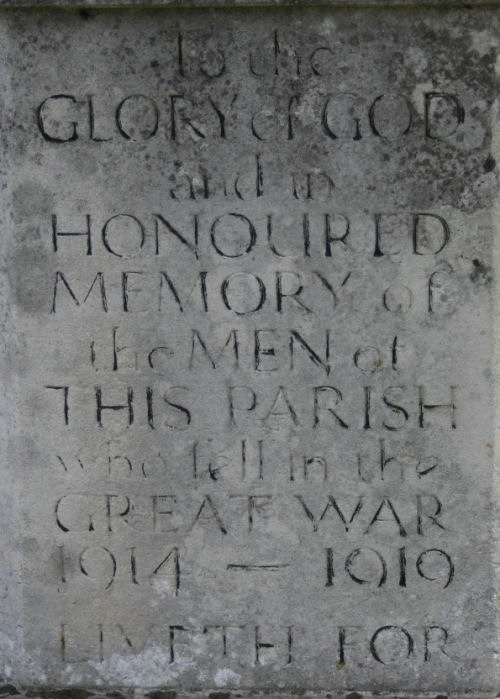 To the
GLORY of GOD
and in
HONOURED
MEMORY of
the MEN of
THIS PARISH
who fell in the
GREAT WAR
1914 — 1919
LIVETH FOR